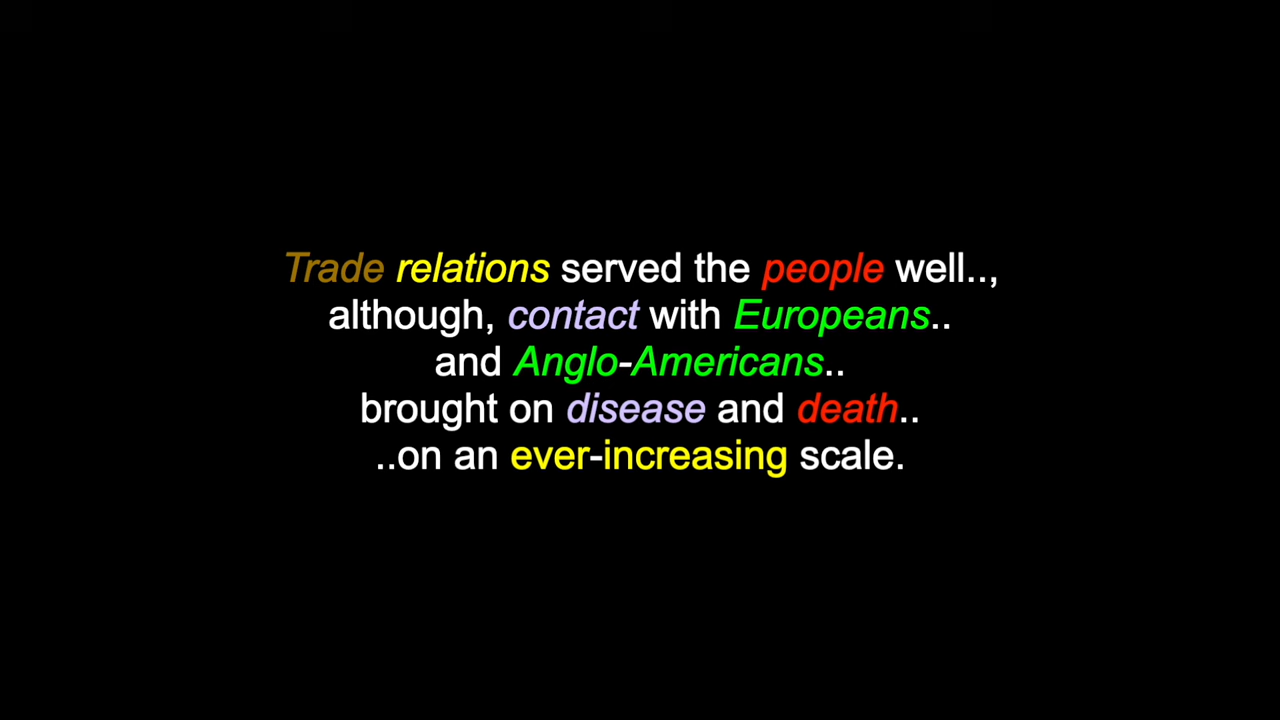 Trade relations served the people well..,
although, contact with Europeans..
and Anglo-Americans..
brought on disease and death..
..on an ever-increasing scale.